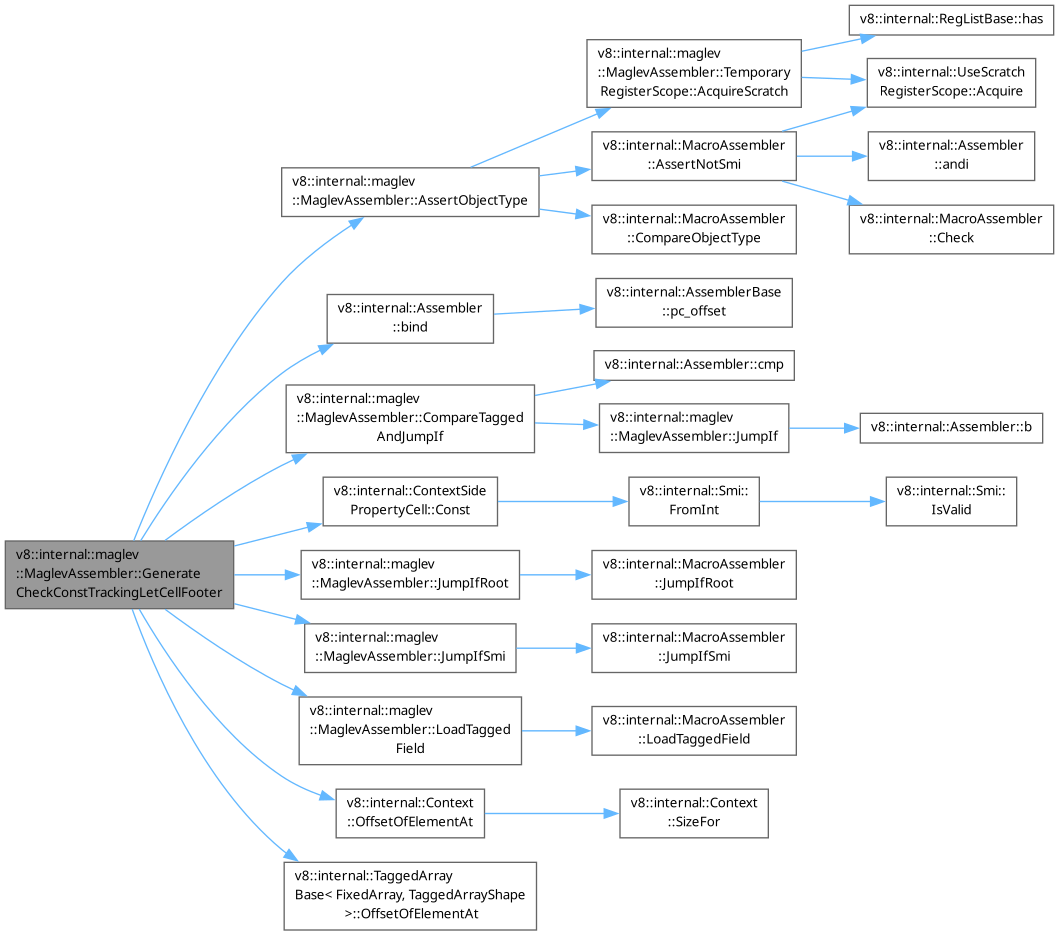 v8::internal::maglev
::MaglevAssembler::Generate
CheckConstTrackingLetCellFooter
v8::internal::maglev
::MaglevAssembler::AssertObjectType
v8::internal::maglev
::MaglevAssembler::Temporary
RegisterScope::AcquireScratch
v8::internal::RegListBase::has
v8::internal::UseScratch
RegisterScope::Acquire
v8::internal::MacroAssembler
::AssertNotSmi
v8::internal::Assembler
::andi
v8::internal::MacroAssembler
::Check
v8::internal::MacroAssembler
::CompareObjectType
v8::internal::Assembler
::bind
v8::internal::AssemblerBase
::pc_offset
v8::internal::maglev
::MaglevAssembler::CompareTagged
AndJumpIf
v8::internal::Assembler::cmp
v8::internal::maglev
::MaglevAssembler::JumpIf
v8::internal::Assembler::b
v8::internal::ContextSide
PropertyCell::Const
v8::internal::Smi::
FromInt
v8::internal::Smi::
IsValid
v8::internal::maglev
::MaglevAssembler::JumpIfRoot
v8::internal::MacroAssembler
::JumpIfRoot
v8::internal::maglev
::MaglevAssembler::JumpIfSmi
v8::internal::MacroAssembler
::JumpIfSmi
v8::internal::maglev
::MaglevAssembler::LoadTagged
Field
v8::internal::MacroAssembler
::LoadTaggedField
v8::internal::Context
::OffsetOfElementAt
v8::internal::Context
::SizeFor
v8::internal::TaggedArray
Base< FixedArray, TaggedArrayShape
>::OffsetOfElementAt